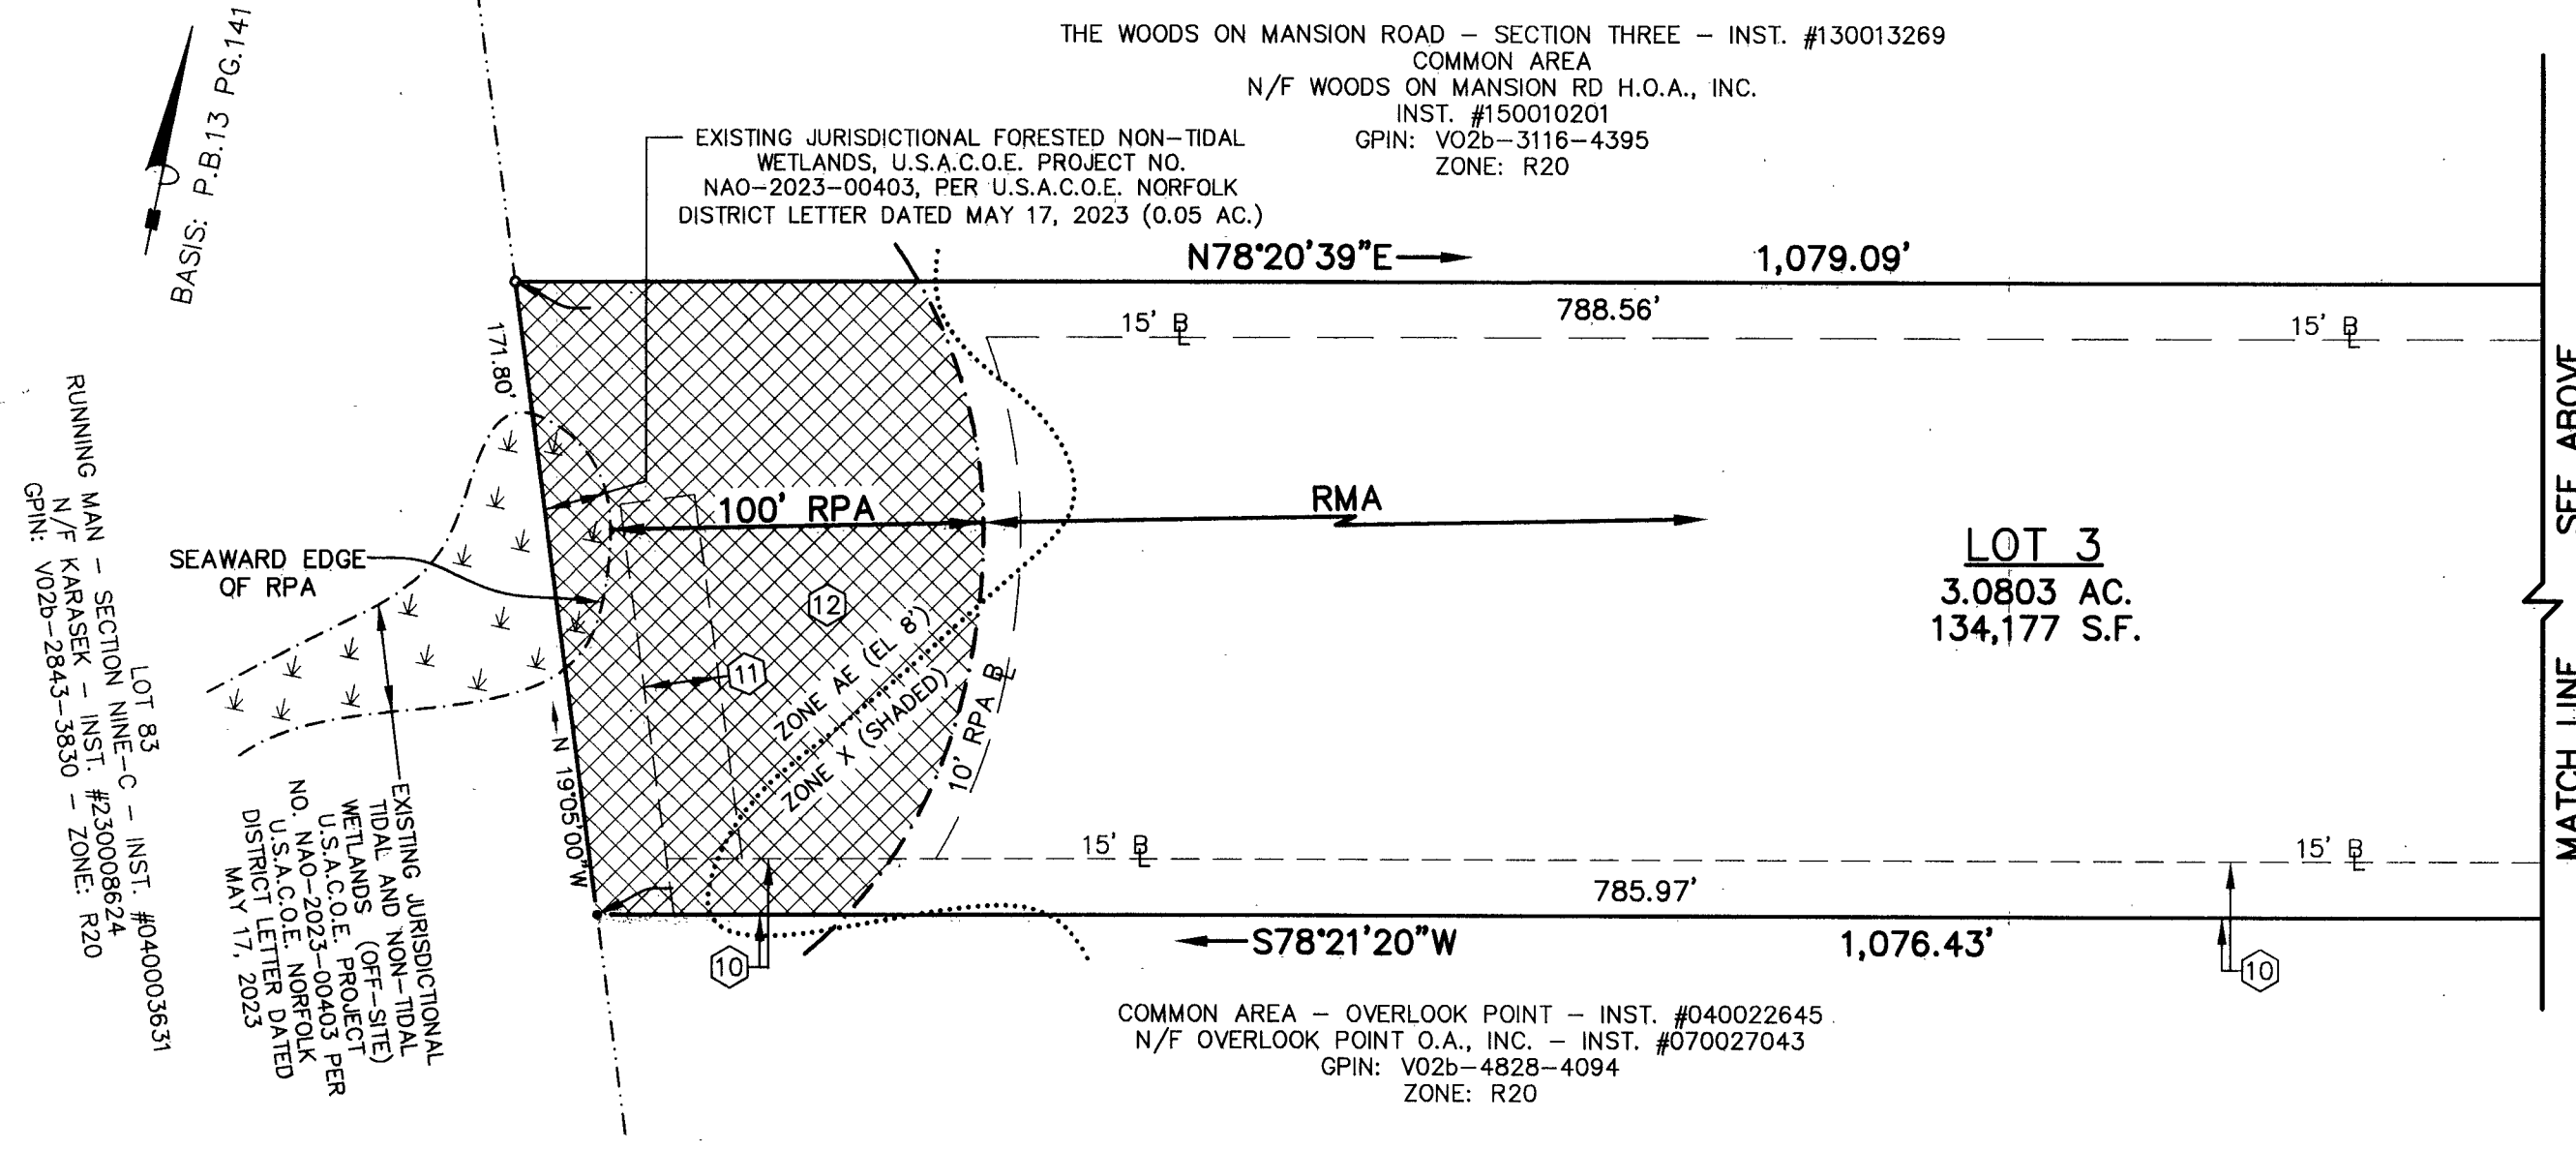 BASIS: P.B.13 PG.141
THE WOODS ON MANSION ROAD – SECTION THREE – INST. #130013269
COMMON AREA
N/F WOODS ON MANSION RD H.O.A., INC.
INST. #150010201
GPIN: VO2b–3116–4395
ZONE: R20
EXISTING JURISDICTIONAL FORESTED NON–TIDAL
WETLANDS, U.S.A.C.O.E. PROJECT NO.
NAO–2023–00403, PER U.S.A.C.O.E. NORFOLK
DISTRICT LETTER DATED MAY 17, 2023 (0.05 AC.)
N78°20'39"E
1,079.09'
788.56'
15' BL
15' BL
171.80'
100' RPA
RMA
SEAWARD EDGE
OF RPA
LOT 3
3.0803 AC.
134,177 S.F.
12
11
ZONE AE (EL 8')
ZONE X (SHADED)
10' RPA BL
N 19°05'00"W
LOT 83
RUNNING MAN – SECTION NINE–C – INST. #040003631
N/F KARASEK – INST. #230008624
GPIN: V02b–2843–3830 – ZONE: R20
EXISTING JURISDICTIONAL
TIDAL AND NON–TIDAL
WETLANDS (OFF–SITE)
U.S.A.C.O.E. PROJECT
NO. NAO–2023–00403 PER
U.S.A.C.O.E. NORFOLK
DISTRICT LETTER DATED
MAY 17, 2023
15' BL
15' BL
785.97'
S78°21'20"W
1,076.43'
10
10
COMMON AREA – OVERLOOK POINT – INST. #040022645
N/F OVERLOOK POINT O.A., INC. – INST. #070027043
GPIN: V02b–4828–4094
ZONE: R20
MATCH LINE SEE ABOVE